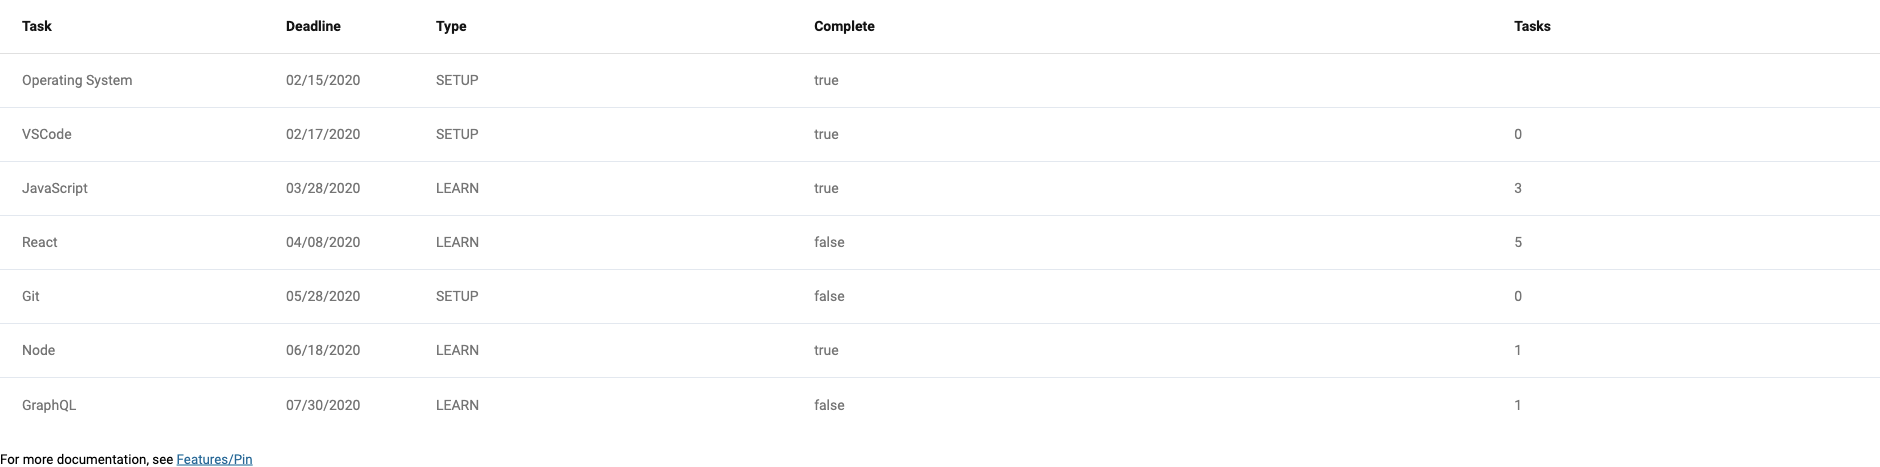 Task Deadline Type Complete Tasks
Operating System 02/15/2020 SETUP true
VSCode 02/17/2020 SETUP true 0
JavaScript 03/28/2020 LEARN true 3
React 04/08/2020 LEARN false 5
Git 05/28/2020 SETUP false 0
Node 06/18/2020 LEARN true 1
GraphQL 07/30/2020 LEARN false 1
For more documentation, see Features/Pin